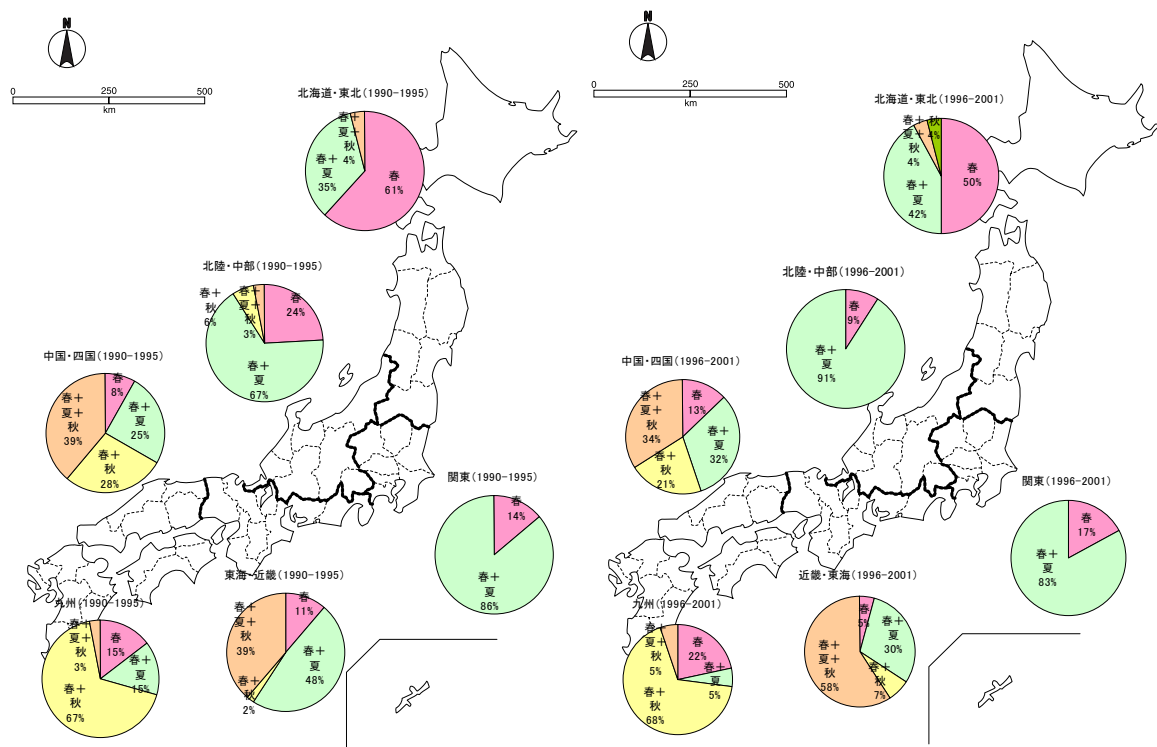 N
0
250
500
km
北海道・東北(1990-1995)
春+
夏+
秋
4%
春+
夏
35%
春
61%
北陸・中部(1990-1995)
春+
秋
6%
春+
夏+
秋
3%
春
24%
春+
夏
67%
中国・四国(1990-1995)
春
8%
春+
夏+
秋
39%
春+
夏
25%
春+
秋
28%
関東(1990-1995)
春
14%
春+
夏
86%
東海・近畿(1990-1995)
春
11%
春+
夏+
秋
39%
春+
夏
48%
春+
秋
2%
九州(1990-1995)
春+
夏+
秋
3%
春
15%
春+
夏
15%
春+
秋
67%
N
0
250
500
km
北海道・東北(1996-2001)
春+
夏+
秋
4%
秋
4%
春
50%
春+
夏
42%
北陸・中部(1996-2001)
春
9%
春+
夏
91%
中国・四国(1996-2001)
春+
夏+
秋
34%
春
13%
春+
夏
32%
春+
秋
21%
関東(1996-2001)
春
17%
春+
夏
83%
近畿・東海(1996-2001)
春
5%
春+
夏
30%
春+
夏+
秋
58%
春+
秋
7%
九州(1996-2001)
春+
夏+
秋
5%
春
22%
春+
夏
5%
春+
秋
68%